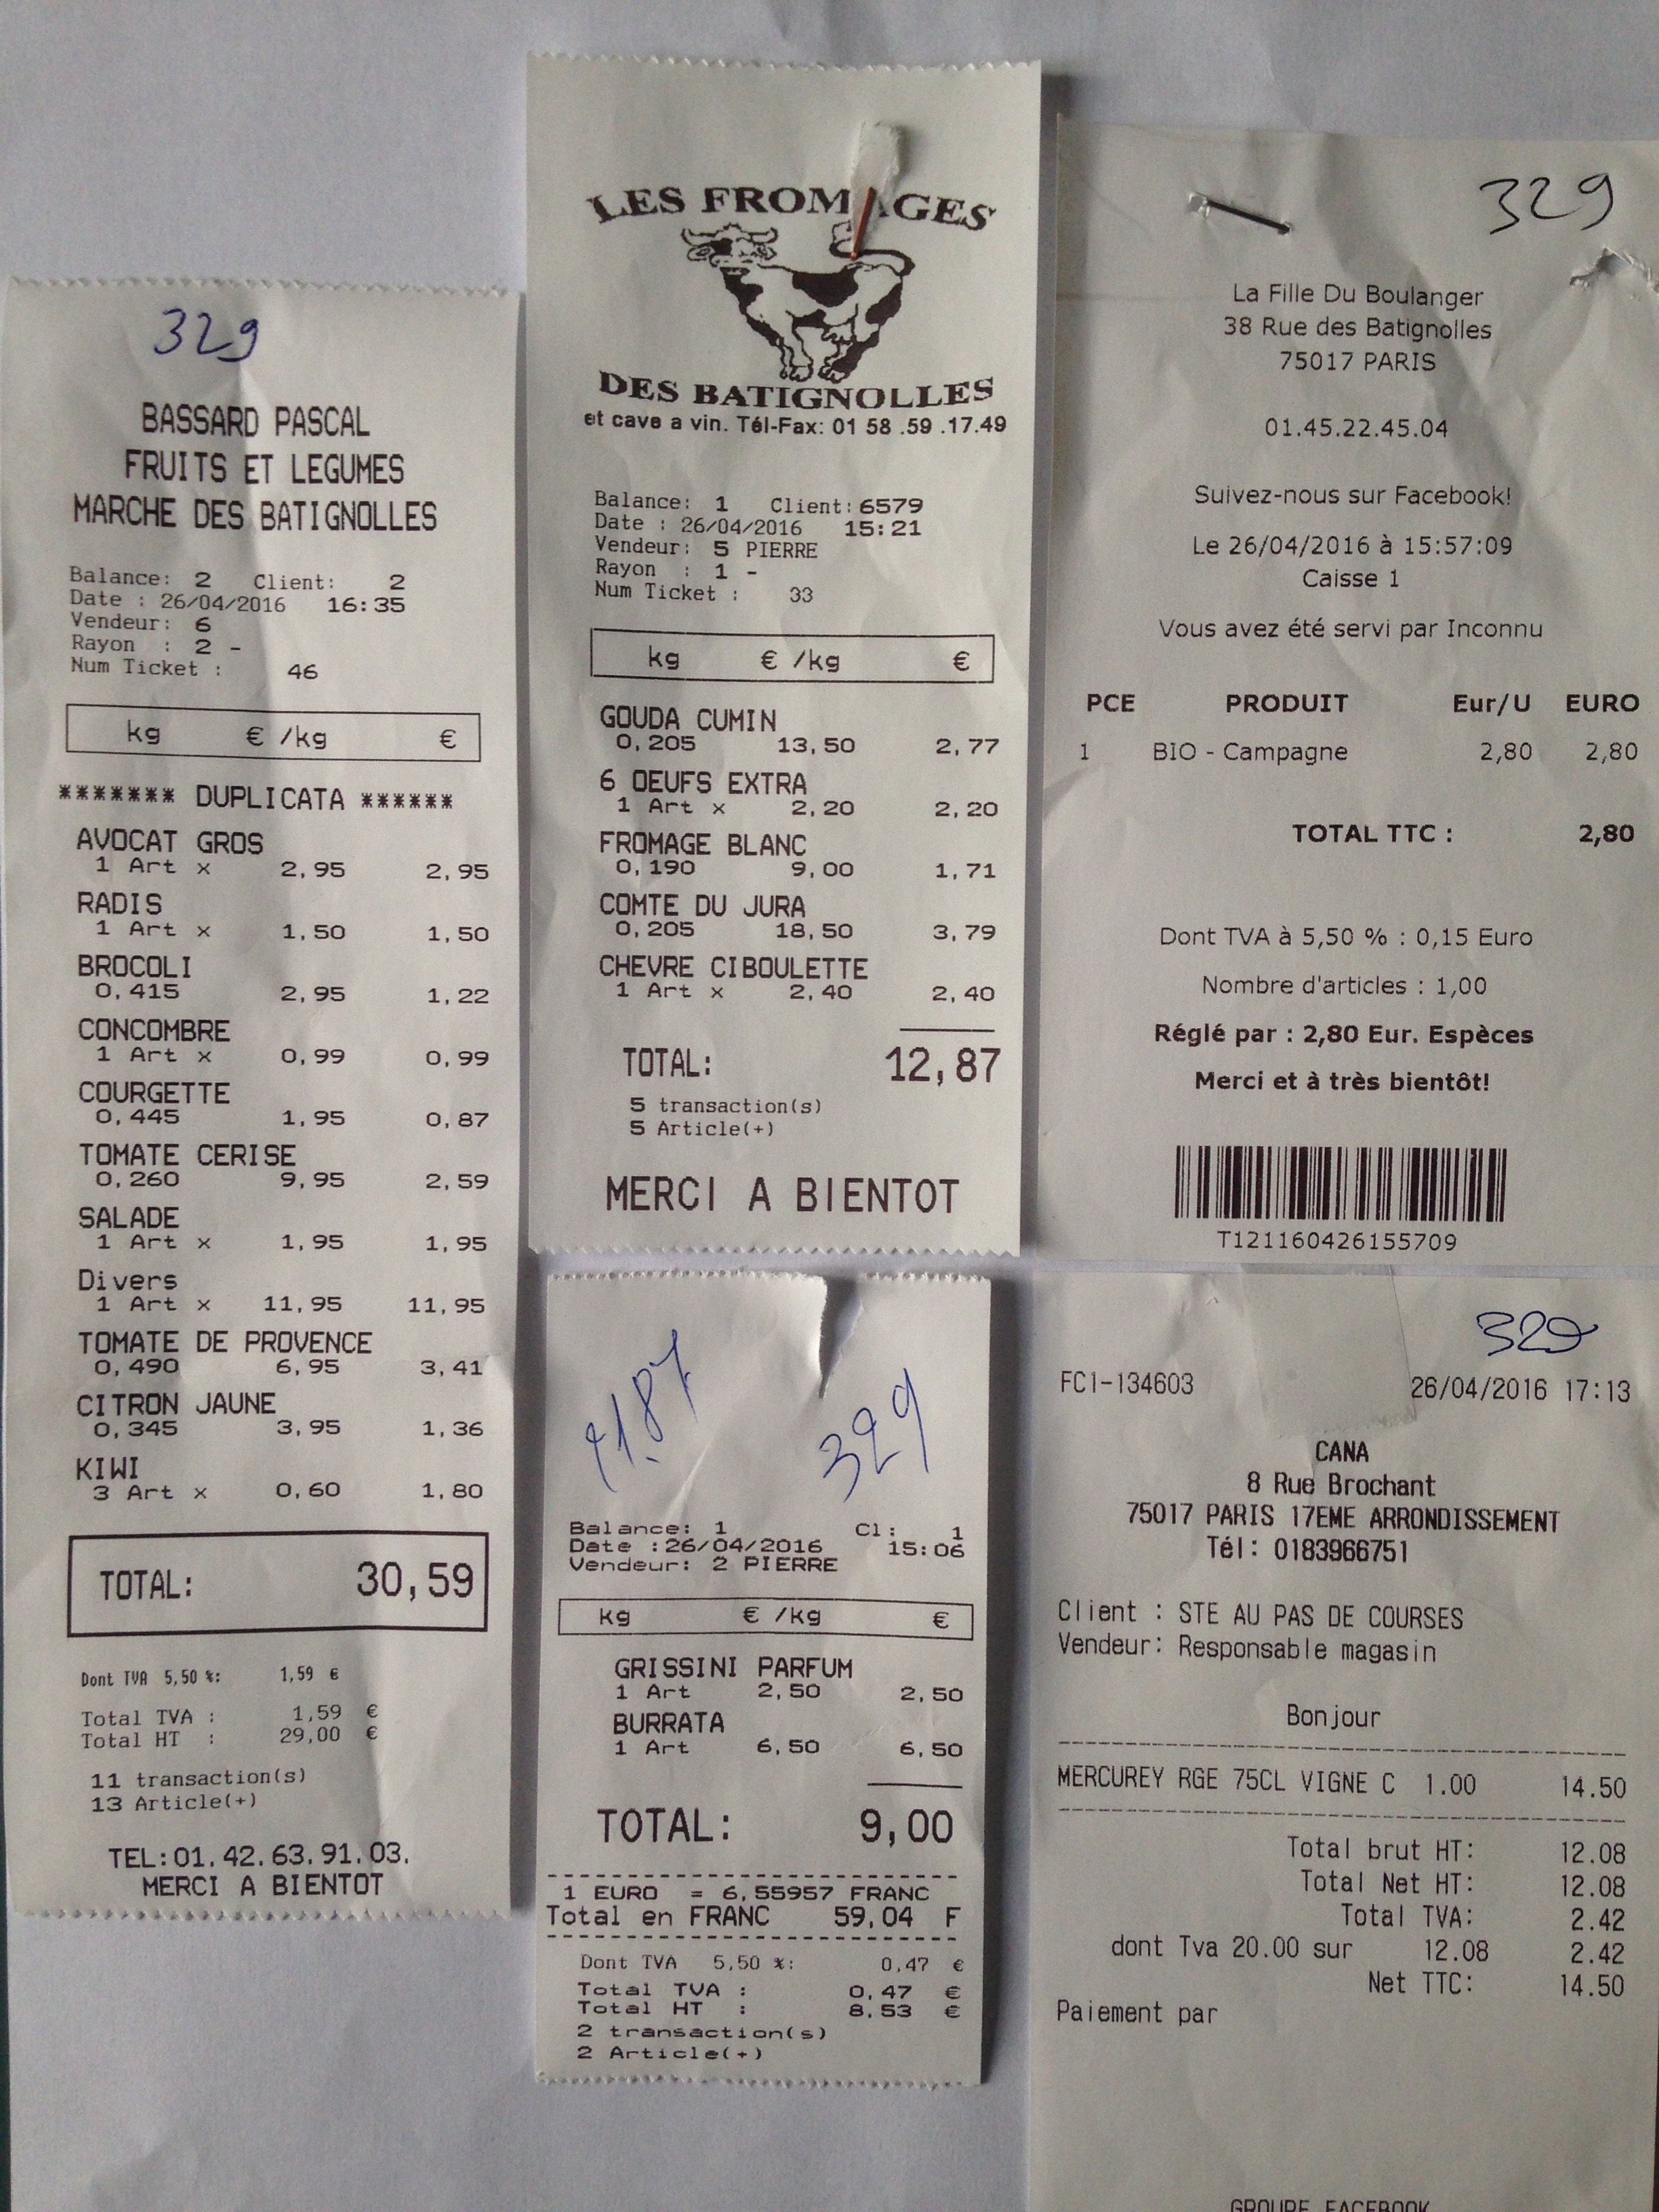 329
BASSARD PASCAL
FRUITS ET LEGUMES
MARCHE DES BATIGNOLLES
Balance: 2 Client: 2
Date : 26/04/2016 16:35
Vendeur: 6
Rayon : 2 -
Num Ticket : 46
kg € /kg €
******* DUPLICATA ******
AVOCAT GROS
1 Art x 2,95 2,95
RADIS
1 Art x 1,50 1,50
BROCOLI
0,415 2,95 1,22
CONCOMBRE
1 Art x 0,99 0,99
COURGETTE
0,445 1,95 0,87
TOMATE CERISE
0,260 9,95 2,59
SALADE
1 Art x 1,95 1,95
Divers
1 Art x 11,95 11,95
TOMATE DE PROVENCE
0,490 6,95 3,41
CITRON JAUNE
0,345 3,95 1,36
KIWI
3 Art x 0,60 1,80
TOTAL: 30,59
Dont TVA 5,50 %: 1,59 €
Total TVA : 1,59 €
Total HT : 29,00 €
11 transaction(s)
13 Article(+)
TEL:01.42.63.91.03.
MERCI A BIENTOT
LES FROMAGES
DES BATIGNOLLES
et cave a vin. Tél-Fax: 01 58 .59 .17.49
Balance: 1 Client: 6579
Date : 26/04/2016 15:21
Vendeur: 5 PIERRE
Rayon : 1 -
Num Ticket : 33
kg € /kg €
GOUDA CUMIN
0,205 13,50 2,77
6 OEUFS EXTRA
1 Art x 2,20 2,20
FROMAGE BLANC
0,190 9,00 1,71
COMTE DU JURA
0,205 18,50 3,79
CHEVRE CIBOULETTE
1 Art x 2,40 2,40
TOTAL: 12,87
5 transaction(s)
5 Article(+)
MERCI A BIENTOT
329
Balance: 1 Cl: 1
Date :26/04/2016 15:06
Vendeur: 2 PIERRE
kg € /kg €
GRISSINI PARFUM
1 Art 2,50 2,50
BURRATA
1 Art 6,50 6,50
TOTAL: 9,00
1 EURO = 6,55957 FRANC
Total en FRANC 59,04 F
Dont TVA 5,50 %: 0,47 €
Total TVA : 0,47 €
Total HT : 8,53 €
2 transaction(s)
2 Article(+)
329
La Fille Du Boulanger
38 Rue des Batignolles
75017 PARIS
01.45.22.45.04
Suivez-nous sur Facebook!
Le 26/04/2016 à 15:57:09
Caisse 1
Vous avez été servi par Inconnu
PCE PRODUIT Eur/U EURO
1 BIO - Campagne 2,80 2,80
TOTAL TTC : 2,80
Dont TVA à 5,50 % : 0,15 Euro
Nombre d'articles : 1,00
Réglé par : 2,80 Eur. Espèces
Merci et à très bientôt!
T121160426155709
329
FC1-134603 26/04/2016 17:13
CANA
8 Rue Brochant
75017 PARIS 17EME ARRONDISSEMENT
Tél: 0183966751
Client : STE AU PAS DE COURSES
Vendeur: Responsable magasin
Bonjour
MERCUREY RGE 75CL VIGNE C 1.00 14.50
Total brut HT: 12.08
Total Net HT: 12.08
Total TVA: 2.42
dont Tva 20.00 sur 12.08 2.42
Net TTC: 14.50
Paiement par
GROUPE FACEBOOK